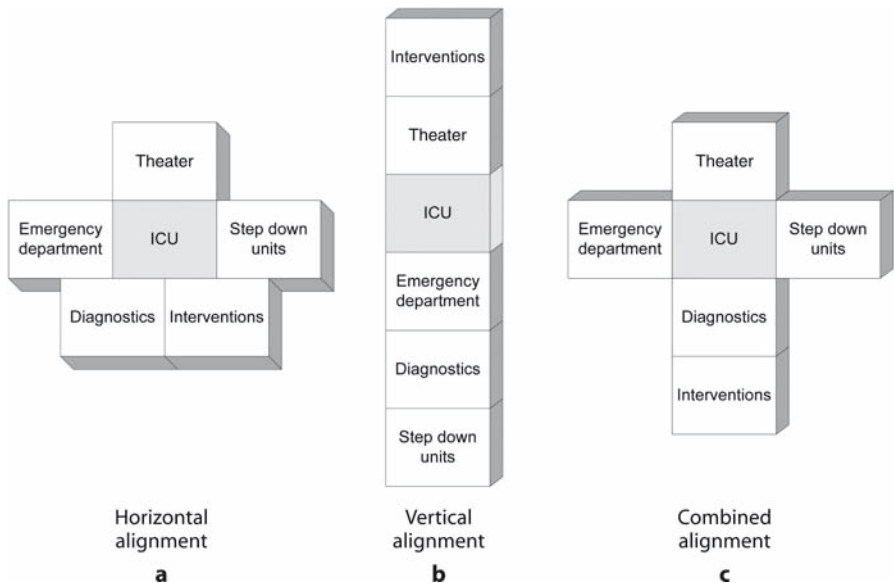 Theater
Emergency
department
ICU
Step down
units
Diagnostics
Interventions
Horizontal
alignment
a
Interventions
Theater
ICU
Emergency
department
Diagnostics
Step down
units
Vertical
alignment
b
Theater
Emergency
department
ICU
Step down
units
Diagnostics
Interventions
Combined
alignment
c